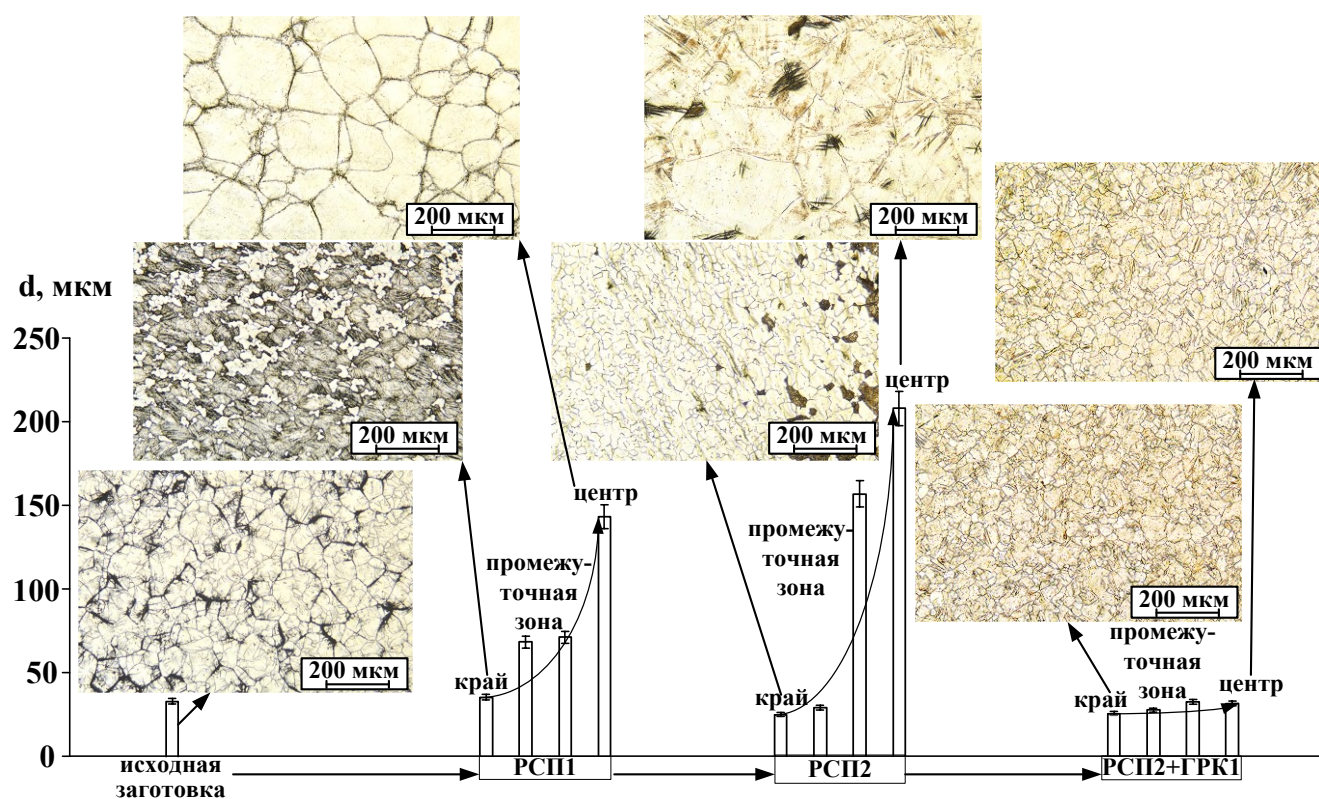 200 мкм
200 мкм
d, мкм
200 мкм
200 мкм
200 мкм
200 мкм
200 мкм
250
200
150
100
50
0
центр
промежу-
точная
зона
край
центр
промежу-
точная
зона
край
промежу-
точная
зона
край
центр
исходная
заготовка
РСП1
РСП2
РСП2+ГРК1